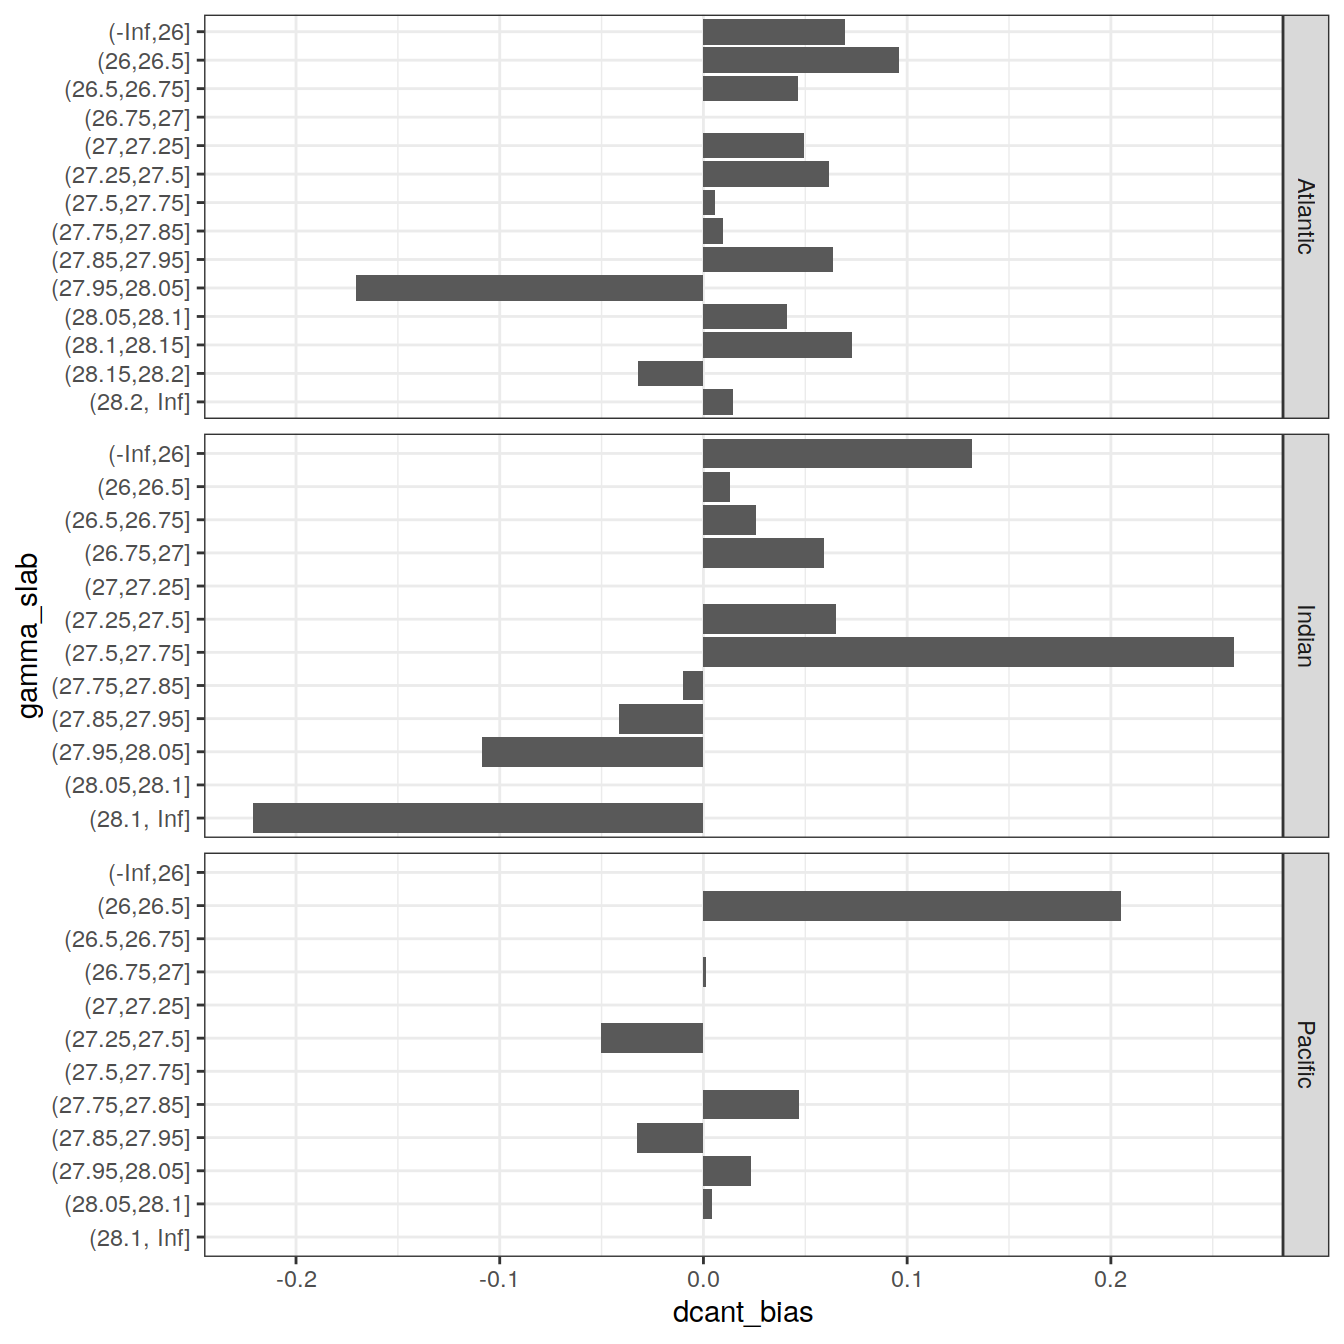 (-Inf,26]
(26,26.5]
(26.5,26.75]
(26.75,27]
(27,27.25]
(27.25,27.5]
(27.5,27.75]
(27.75,27.85]
(27.85,27.95]
(27.95,28.05]
(28.05,28.1]
(28.1,28.15]
(28.15,28.2]
(28.2, Inf]
Atlantic
(-Inf,26]
(26,26.5]
(26.5,26.75]
(26.75,27]
(27,27.25]
(27.25,27.5]
(27.5,27.75]
(27.75,27.85]
(27.85,27.95]
(27.95,28.05]
(28.05,28.1]
(28.1, Inf]
Indian
gamma_slab
(-Inf,26]
(26,26.5]
(26.5,26.75]
(26.75,27]
(27,27.25]
(27.25,27.5]
(27.5,27.75]
(27.75,27.85]
(27.85,27.95]
(27.95,28.05]
(28.05,28.1]
(28.1, Inf]
Pacific
-0.2 -0.1 0.0 0.1 0.2
dcant_bias